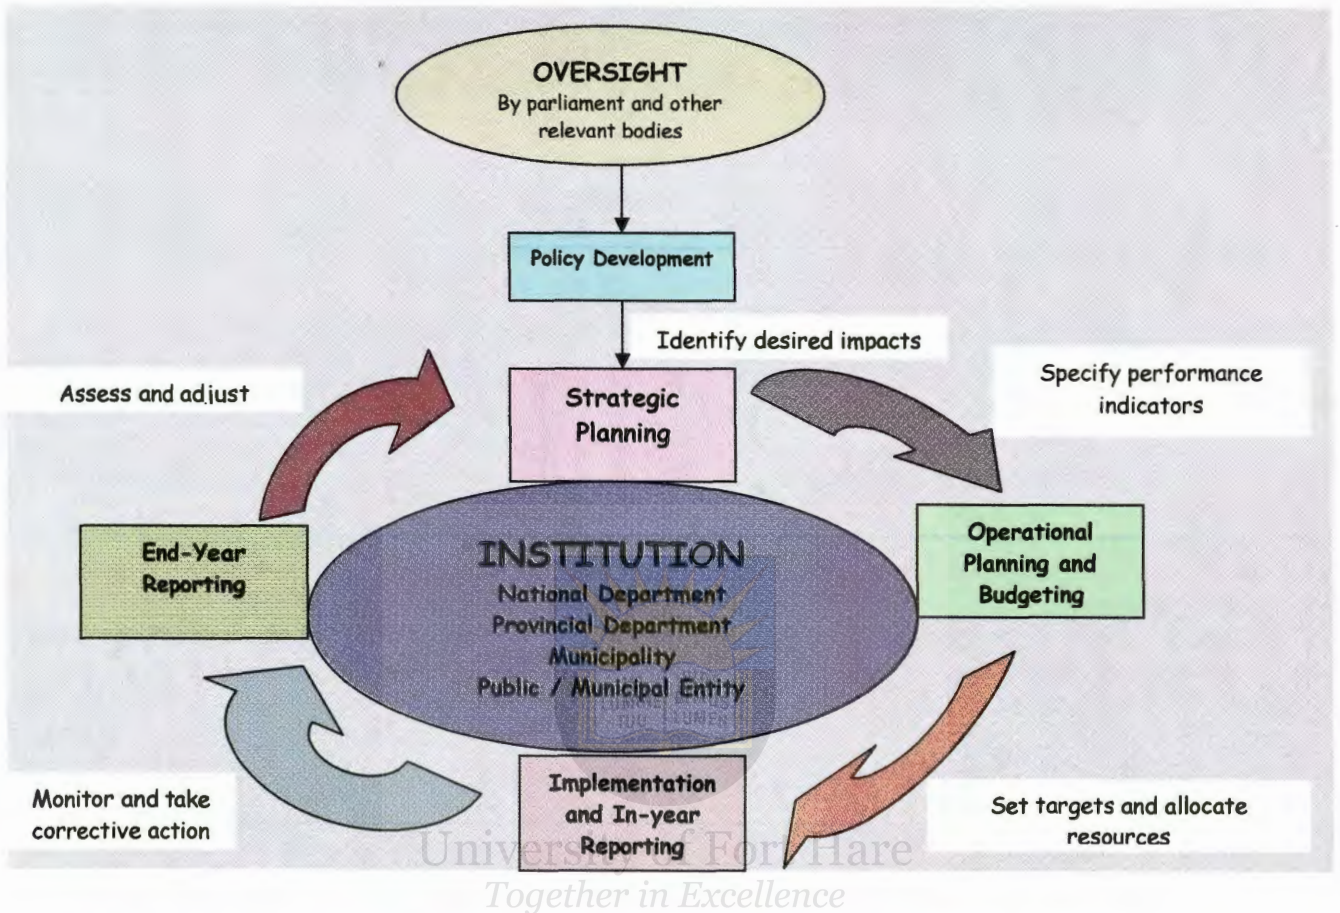 OVERSIGHT
By parliament and other
relevant bodies
Policy Development
Identify desired impacts
Strategic
Planning
Specify performance
indicators
Assess and adjust
End-Year
Reporting
INSTITUTION
National Department
Provincial Department
Municipality
Public / Municipal Entity
Operational
Planning and
Budgeting
Implementation
and In-year
Reporting
Monitor and take
corrective action
Set targets and allocate
resources
University of Fort Hare
Together in Excellence